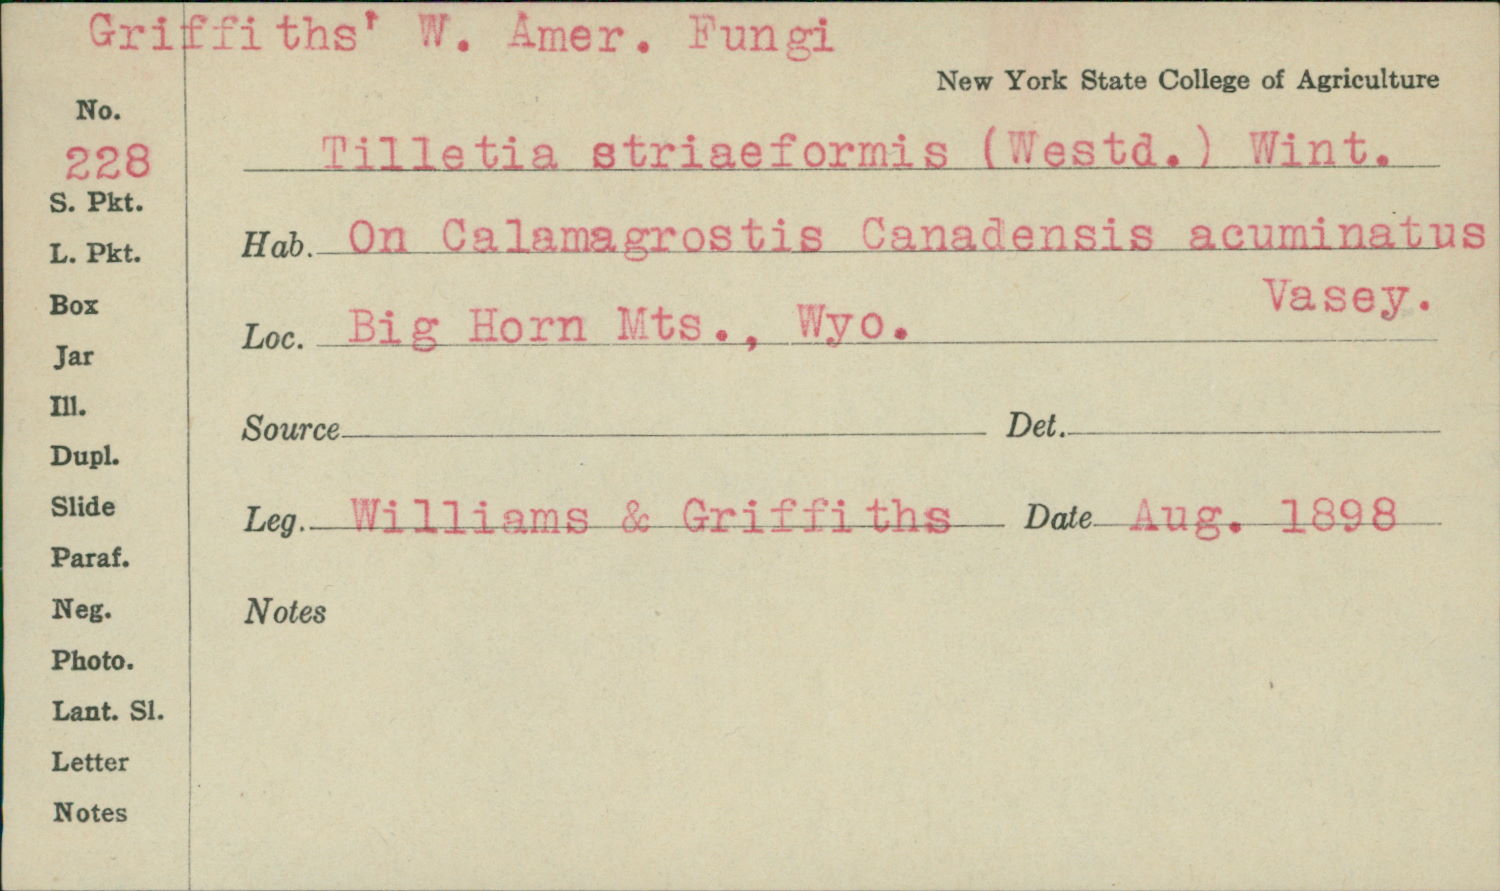 Griffiths' W. Amer. Fungi
New York State College of Agriculture
No.
228
Tilletia striaeformis (Westd.) Wint.
S. Pkt.
Hab. On Calamagrostis Canadensis acuminatus
Vasey.
L. Pkt.
Box
Loc. Big Horn Mts., Wyo.
Jar
Ill.
Source Det.
Dupl.
Slide
Leg. Williams & Griffiths Date Aug. 1898
Paraf.
Neg.
Notes
Photo.
Lant. Sl.
Letter
Notes